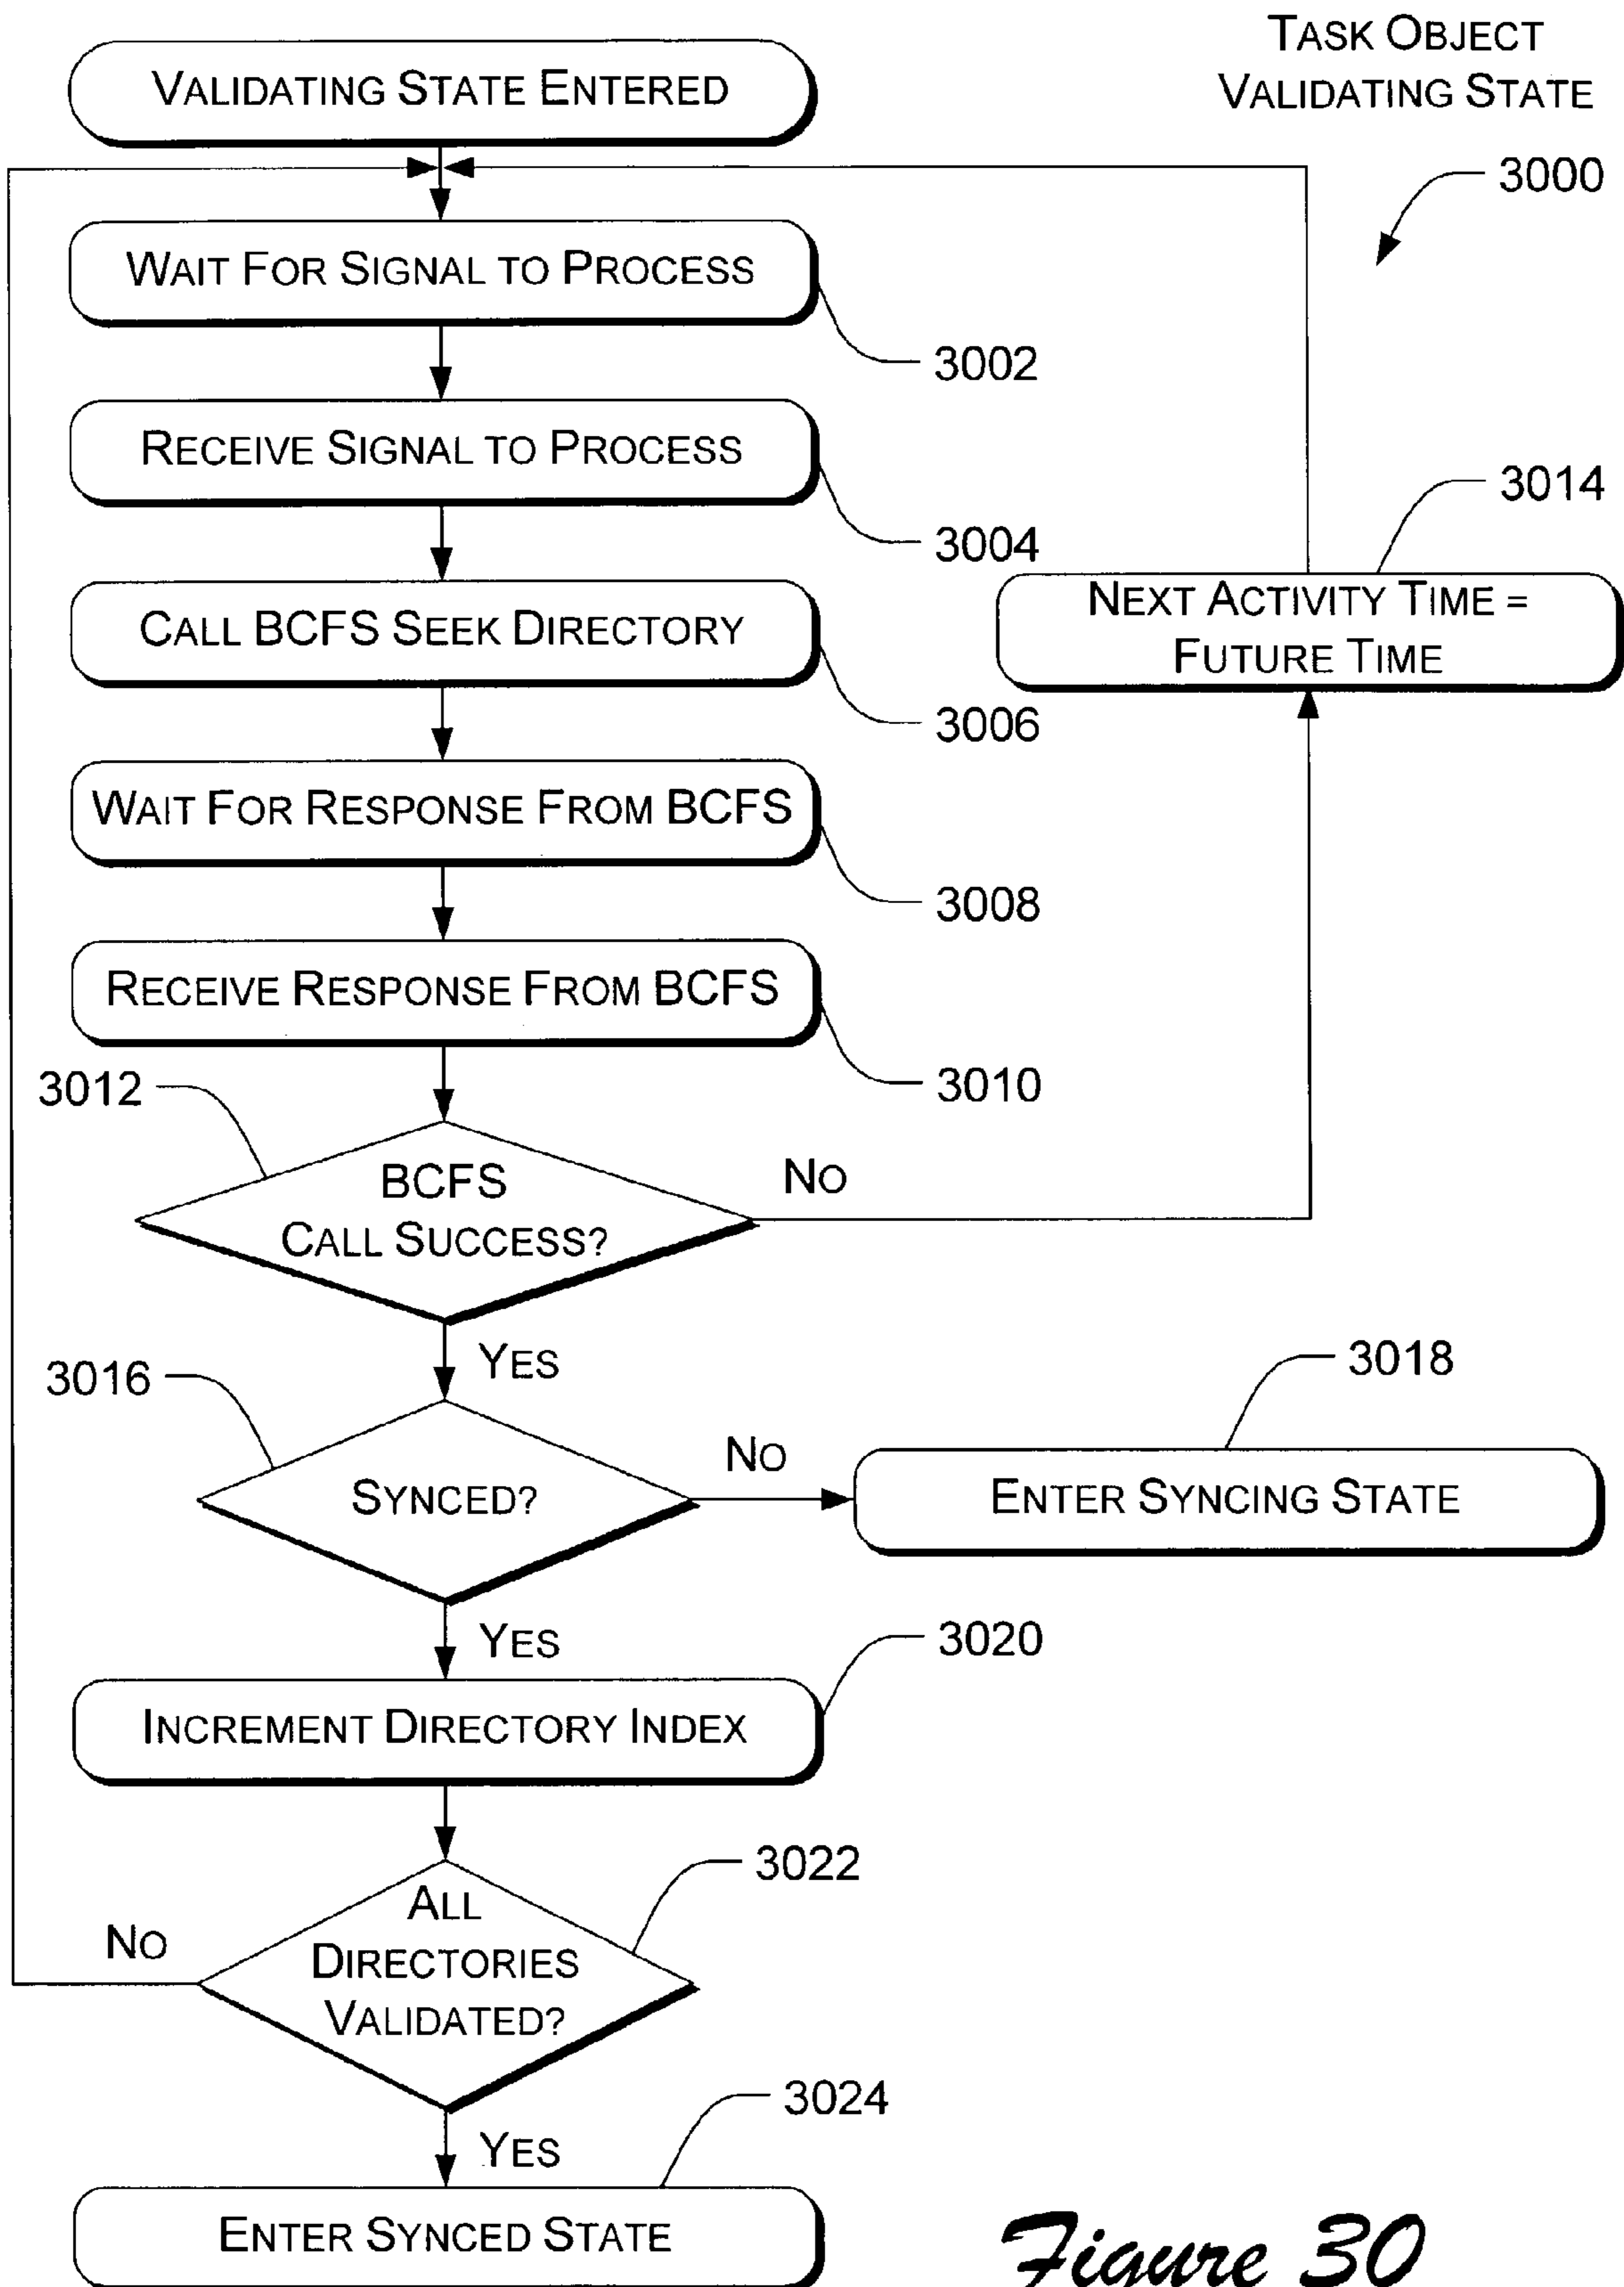 TASK OBJECT
VALIDATING STATE
3000
VALIDATING STATE ENTERED
WAIT FOR SIGNAL TO PROCESS
3002
RECEIVE SIGNAL TO PROCESS
3004
CALL BCFS SEEK DIRECTORY
3006
3014
NEXT ACTIVITY TIME =
FUTURE TIME
WAIT FOR RESPONSE FROM BCFS
3008
RECEIVE RESPONSE FROM BCFS
3010
3012
BCFS
CALL SUCCESS?
NO
YES
3016
SYNCED?
NO
3018
ENTER SYNCING STATE
YES
3020
INCREMENT DIRECTORY INDEX
3022
ALL
DIRECTORIES
VALIDATED?
NO
YES
3024
ENTER SYNCED STATE
Figure 30